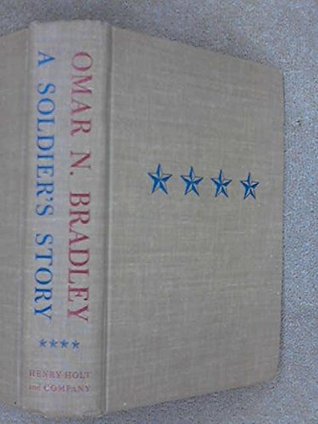 OMAR N. BRADLEY
A SOLDIER'S STORY
HENRY HOLT
and COMPANY